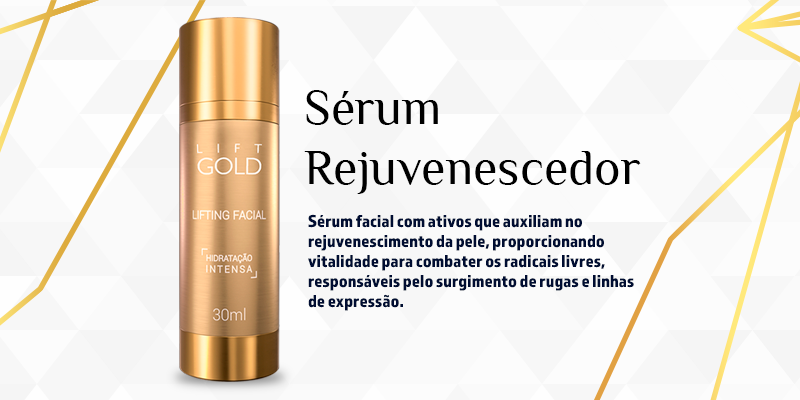 LIFT
GOLD
LIFTING FACIAL
HIDRATAÇÃO
INTENSA
30ml
Sérum
Rejuvenescedor
Sérum facial com ativos que auxiliam no
rejuvenescimento da pele, proporcionando
vitalidade para combater os radicais livres,
responsáveis pelo surgimento de rugas e linhas
de expressão.